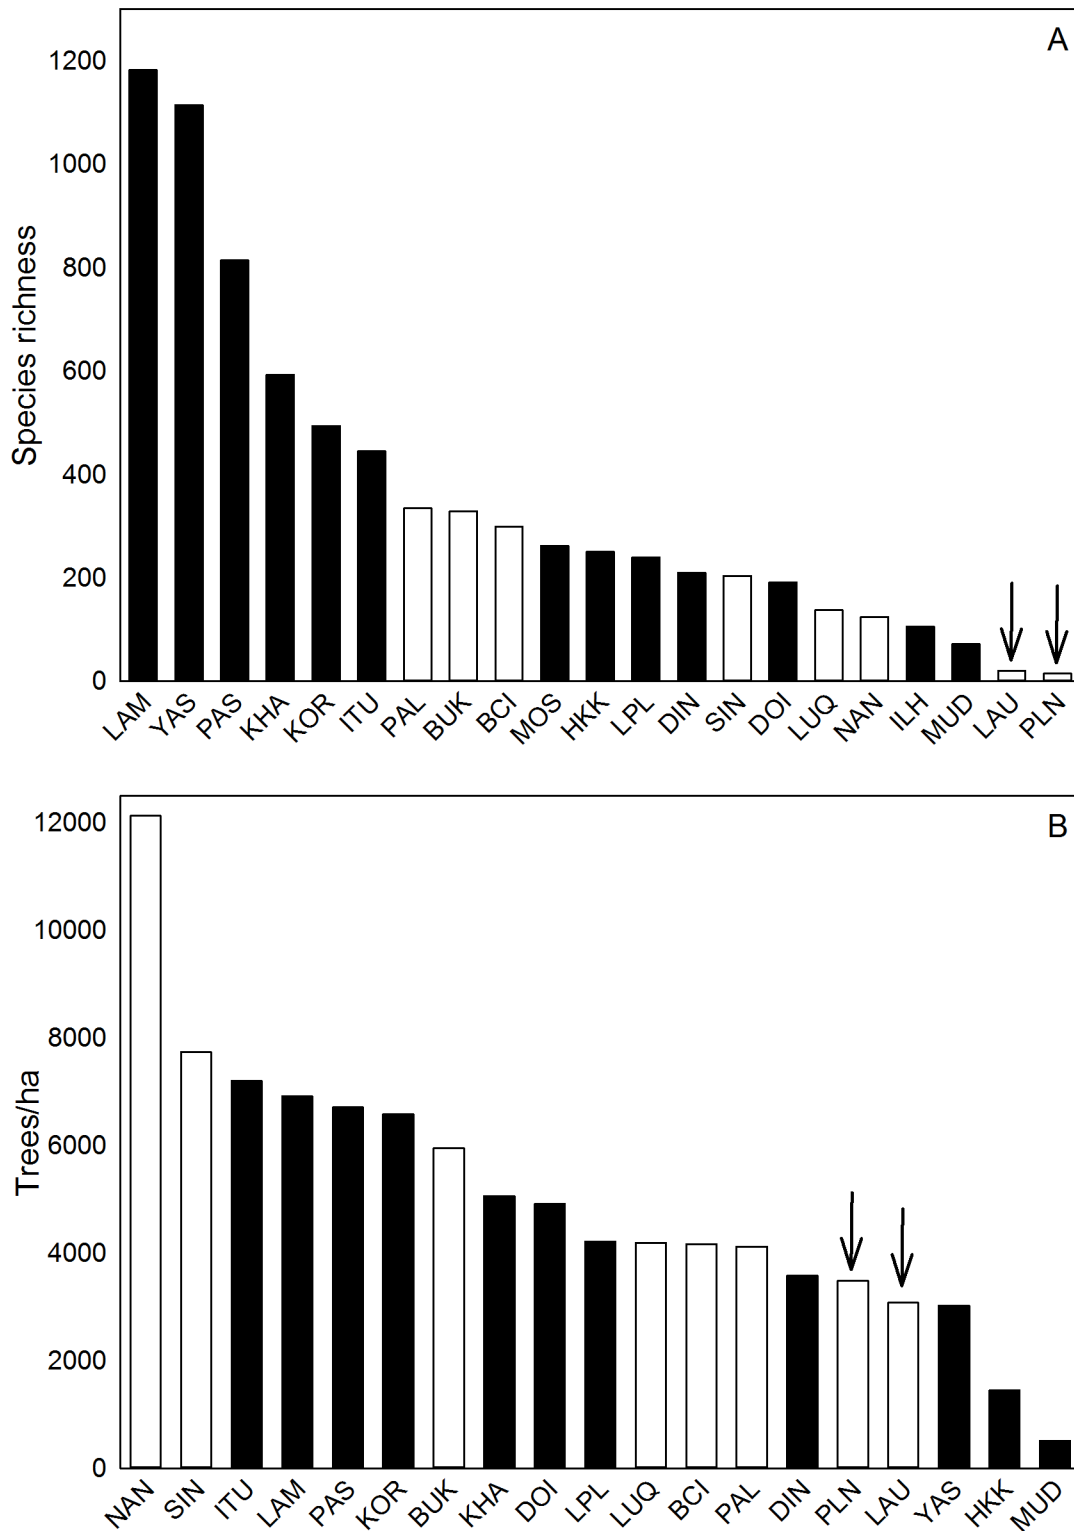 A
Species richness
1200
1000
800
600
400
200
0
LAM YAS PAS KHA KOR ITU PAL BUK BCI MOS HKK LPL DIN SIN DOI LUQ NAN ILH MUD LAU PLN
B
Trees/ha
12000
10000
8000
6000
4000
2000
0
NAN SIN ITU LAM PAS KOR BUK KHA DOI LPL LUQ BCI PAL DIN PLN LAU YAS HKK MUD